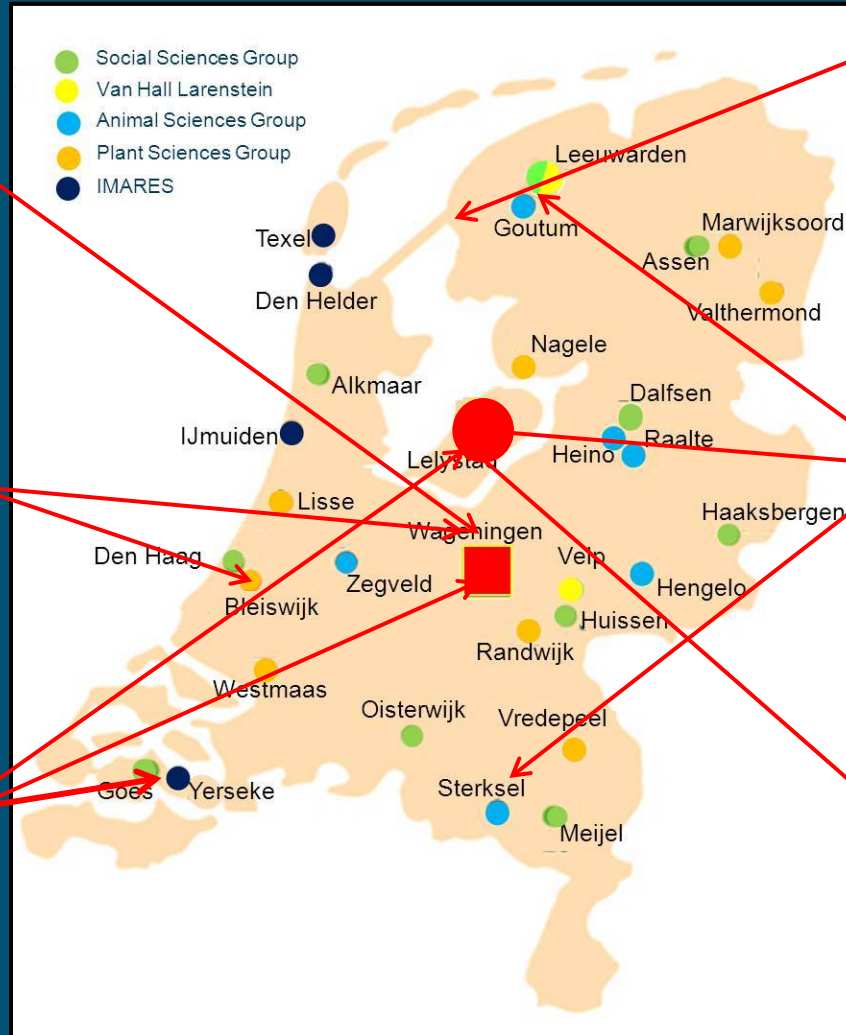 Social Sciences Group
Van Hall Larenstein
Animal Sciences Group
Plant Sciences Group
IMARES
Leeuwarden
Goutum
Marwijksoord
Texel
Assen
Den Helder
Valthermond
Nagele
Alkmaar
Dalfsen
IJmuiden
Raalte
Heino
Lelystad
Lisse
Haaksbergen
Wageningen
Den Haag
Velp
Zegveld
Hengelo
Bleiswijk
Huissen
Randwijk
Westmaas
Oisterwijk
Vredepeel
Sterksel
Goes
Yerseke
Meijel